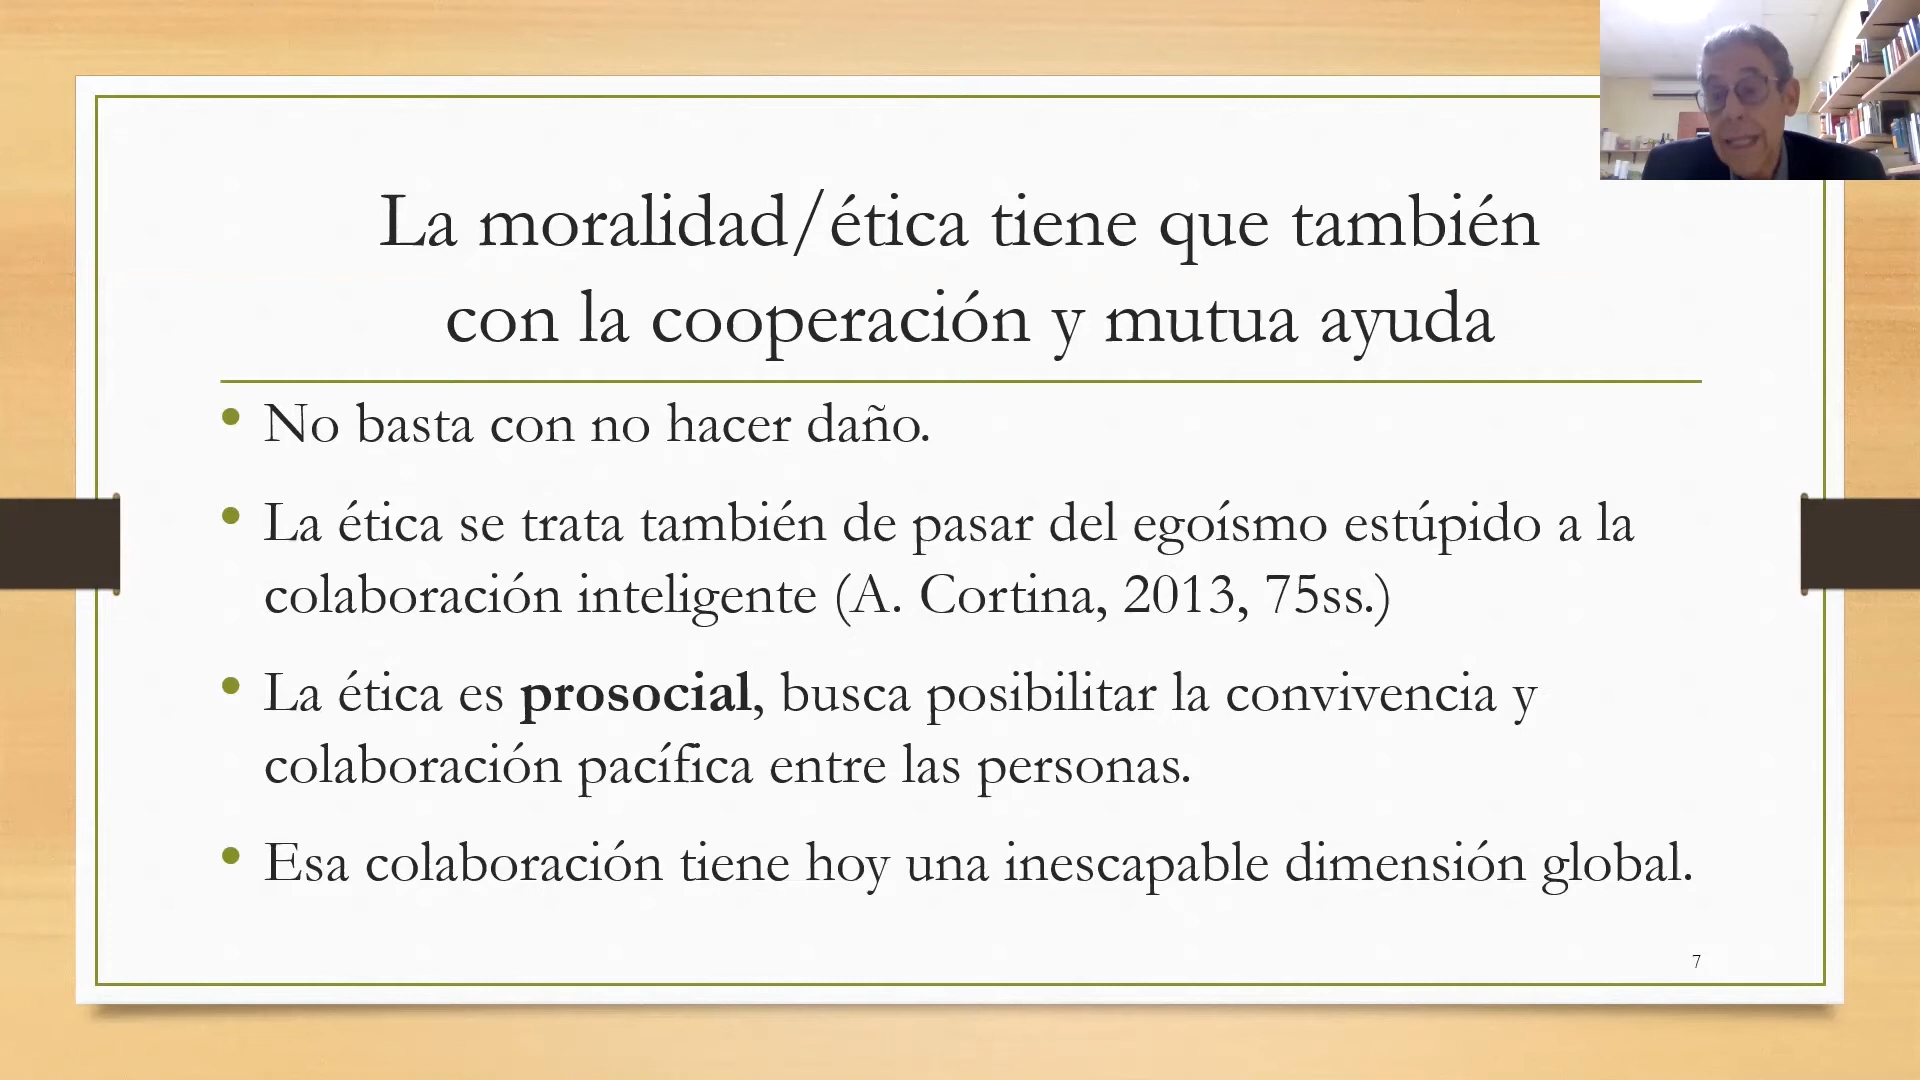 La moralidad/ética tiene que también
con la cooperación y mutua ayuda
• No basta con no hacer daño.
• La ética se trata también de pasar del egoísmo estúpido a la
colaboración inteligente (A. Cortina, 2013, 75ss.)
• La ética es prosocial, busca posibilitar la convivencia y
colaboración pacífica entre las personas.
• Esa colaboración tiene hoy una inescapable dimensión global.
7